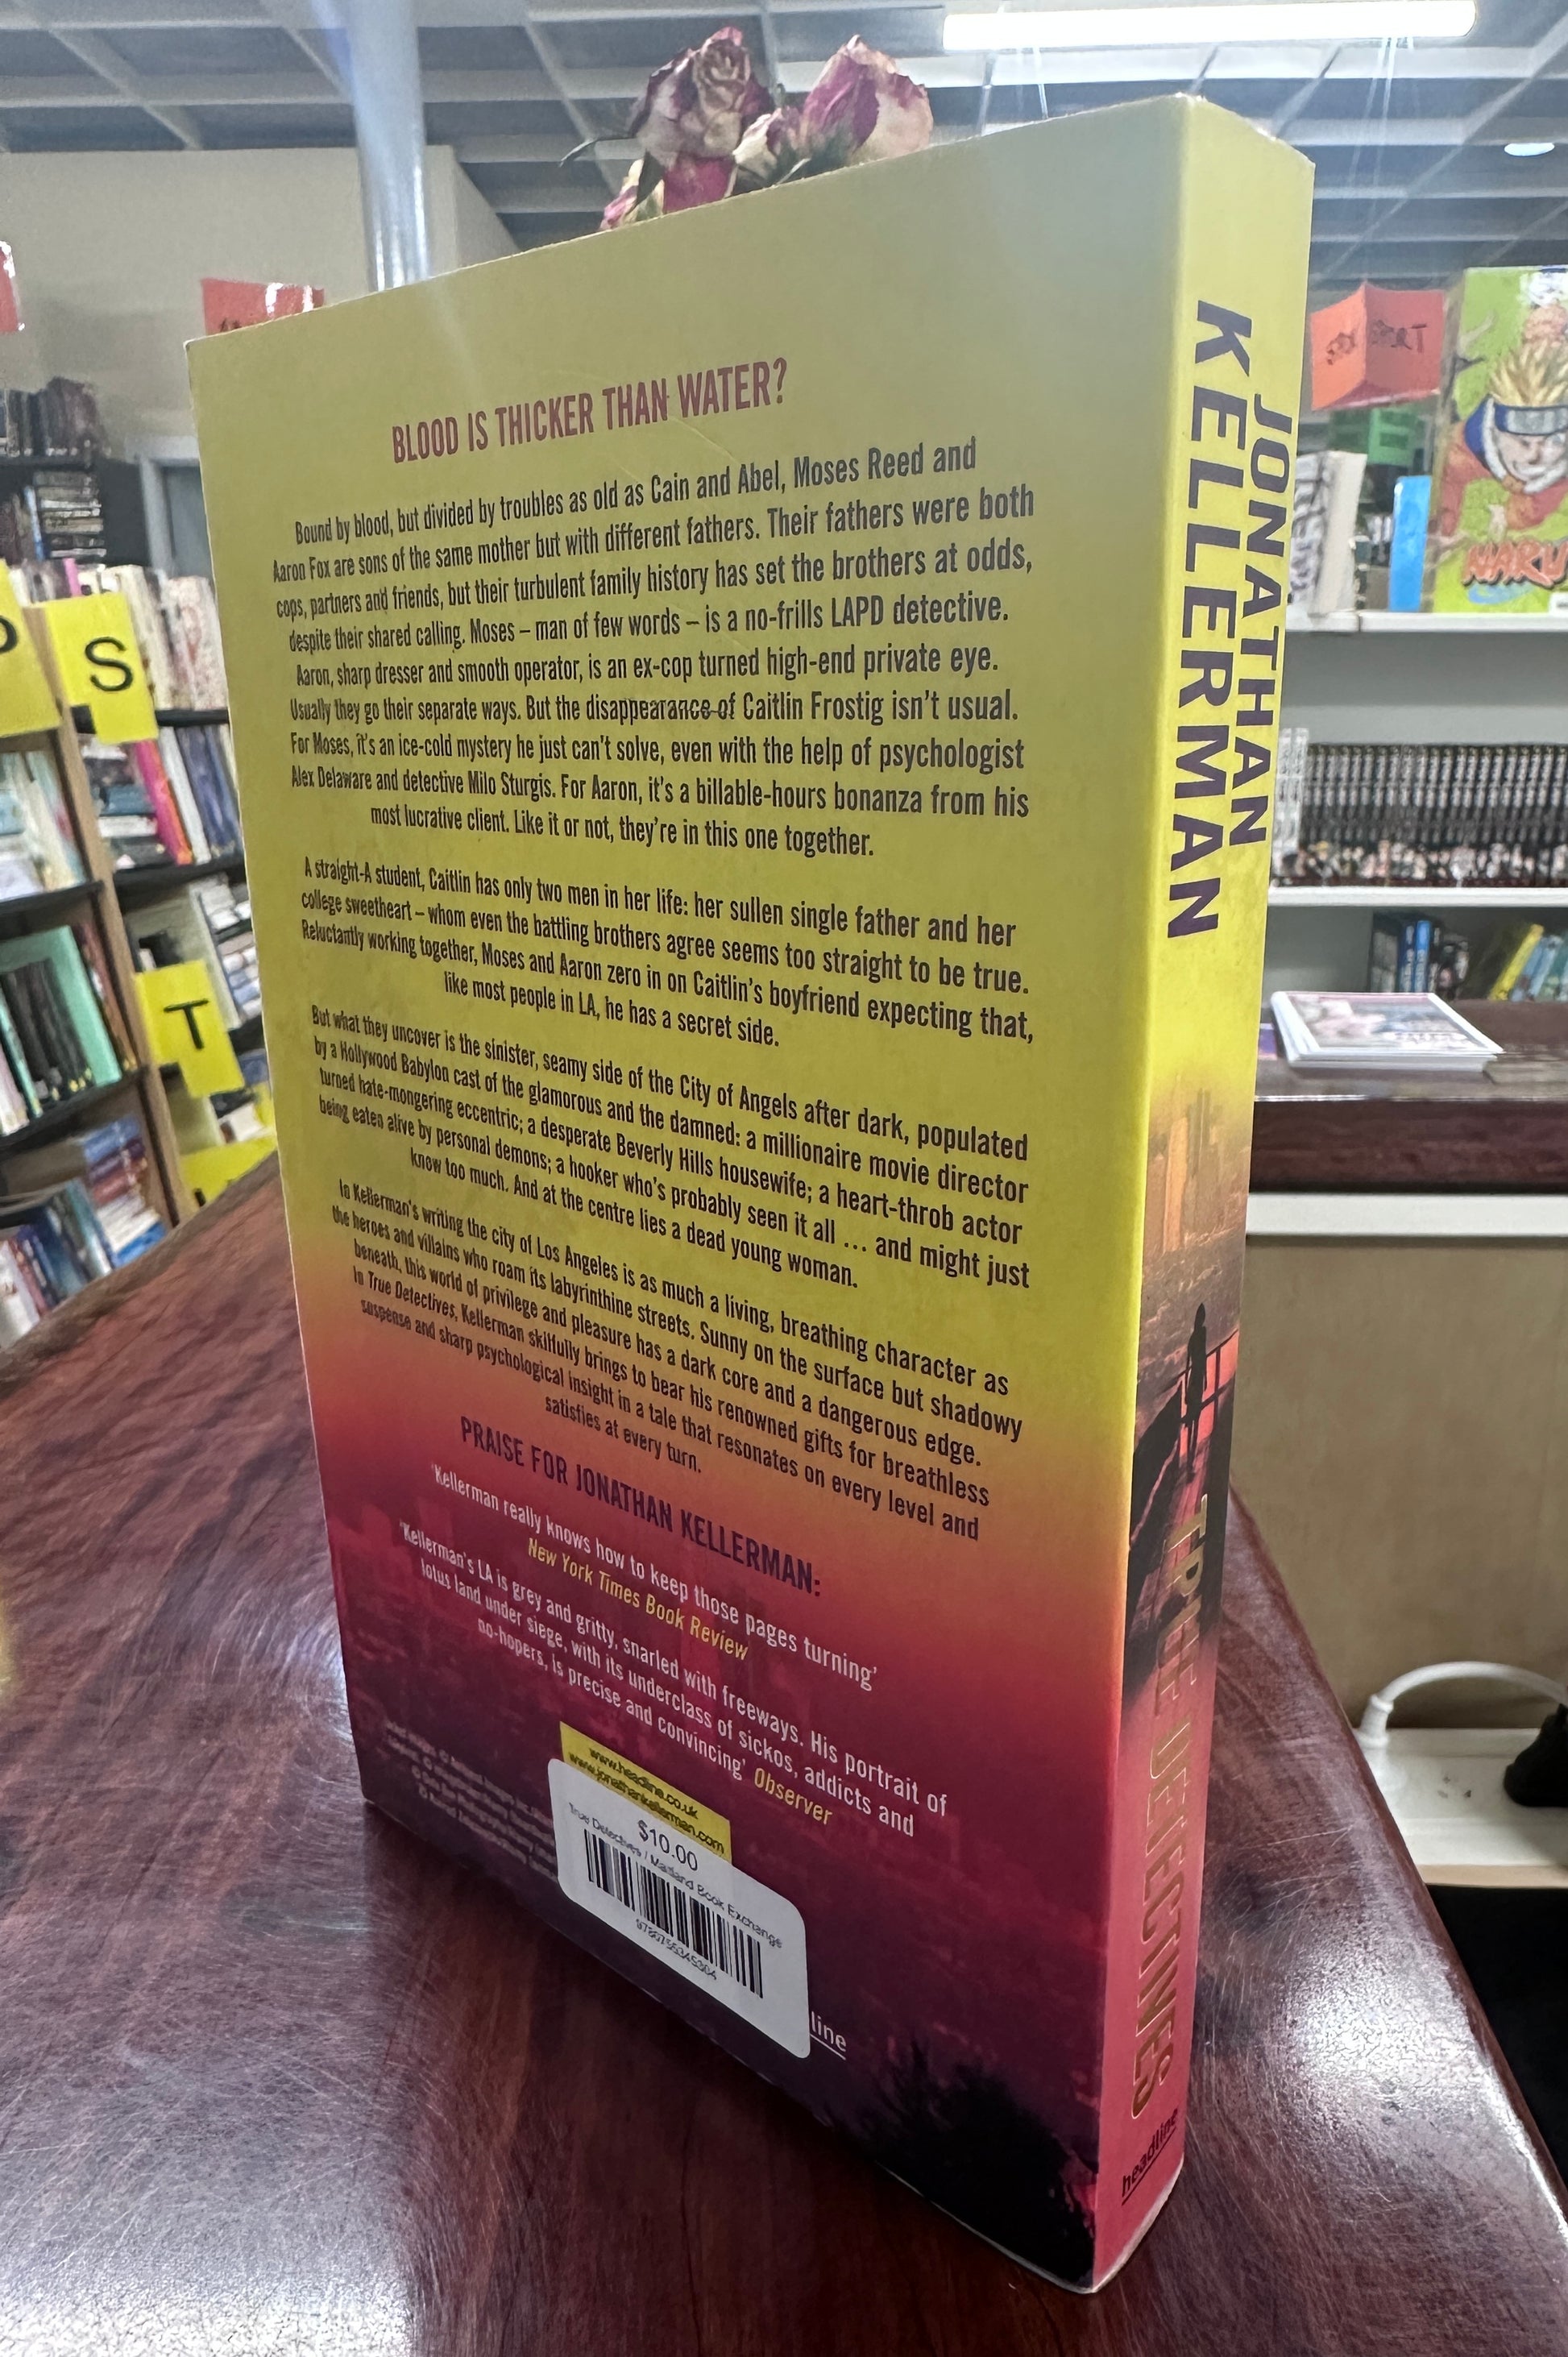 BLOOD IS THICKER THAN WATER?
Bound by blood, but divided by troubles as old as Cain and Abel, Moses Reed and
Aaron Fox are sons of the same mother but with different fathers. Their fathers were both
cops, partners and friends, but their turbulent family history has set the brothers at odds,
despite their shared calling. Moses – man of few words – is a no-frills LAPD detective.
Aaron, sharp dresser and smooth operator, is an ex-cop turned high-end private eye.
Usually they go their separate ways. But the disappearance of Caitlin Frostig isn't usual.
For Moses, it's an ice-cold mystery he just can't solve, even with the help of psychologist
Alex Delaware and detective Milo Sturgis. For Aaron, it's a billable-hours bonanza from his
most lucrative client. Like it or not, they're in this one together.
A straight-A student, Caitlin has only two men in her life: her sullen single father and her
college sweetheart – whom even the battling brothers agree seems too straight to be true.
Reluctantly working together, Moses and Aaron zero in on Caitlin's boyfriend expecting that,
like most people in LA, he has a secret side.
But what they uncover is the sinister, seamy side of the City of Angels after dark, populated
by a Hollywood Babylon cast of the glamorous and the damned: a millionaire movie director
turned hate-mongering eccentric; a desperate Beverly Hills housewife; a heart-throb actor
being eaten alive by personal demons; a hooker who's probably seen it all ... and might just
know too much. And at the centre lies a dead young woman.
In Kellerman's writing the city of Los Angeles is as much a living, breathing character as
the heroes and villains who roam its labyrinthine streets. Sunny on the surface but shadowy
beneath, this world of privilege and pleasure has a dark core and a dangerous edge.
In True Detectives, Kellerman skilfully brings to bear his renowned gifts for breathless
suspense and sharp psychological insight in a tale that resonates on every level and
satisfies at every turn.
PRAISE FOR JONATHAN KELLERMAN:
'Kellerman really knows how to keep those pages turning'
New York Times Book Review
'Kellerman's LA is grey and gritty, snarled with freeways. His portrait of
lotus land under siege, with its underclass of sickos, addicts and
no-hopers, is precise and convincing' Observer
www.headline.co.uk
www.jonathankellerman.com
$10.00
True Detectives / Maitland Book Exchange
9780755345304
line
JONATHAN
KELLERMAN
TRUE DETECTIVES
headline
S
T
NARU